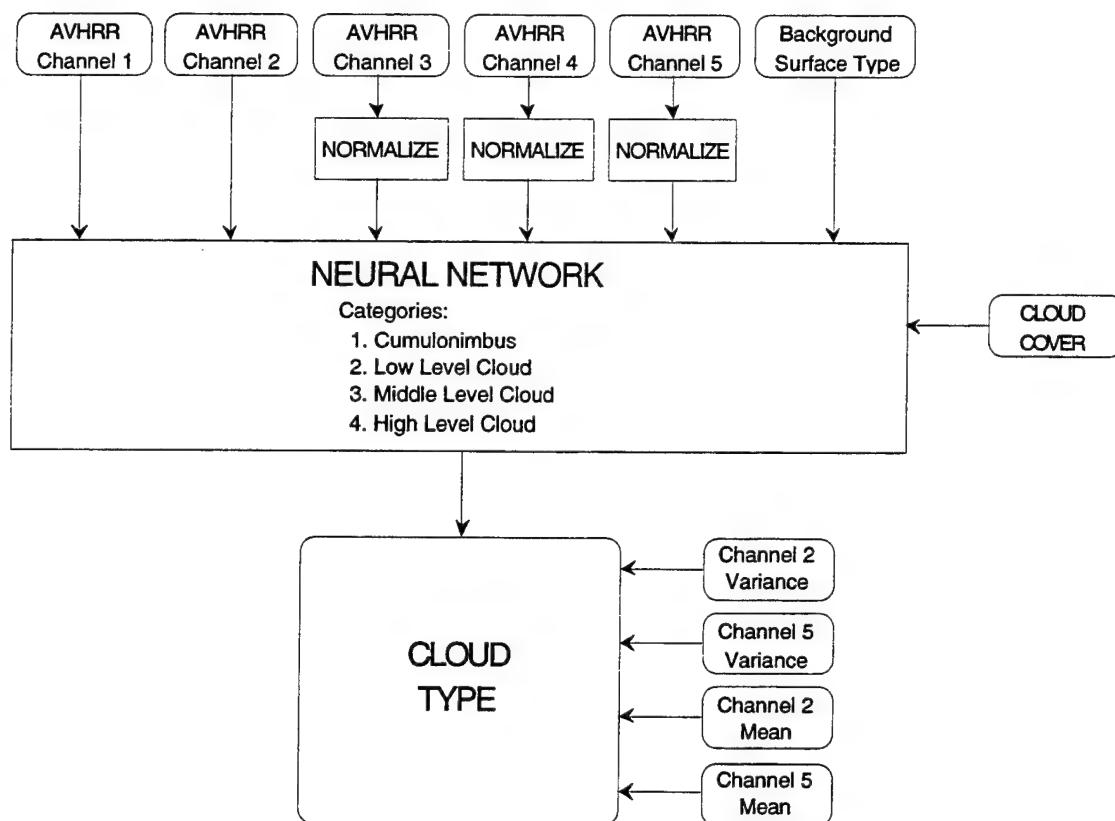 AVHRR
Channel 1
AVHRR
Channel 2
AVHRR
Channel 3
AVHRR
Channel 4
AVHRR
Channel 5
Background
Surface Type
NORMALIZE
NORMALIZE
NORMALIZE
NEURAL NETWORK
Categories:
1. Cumulonimbus
2. Low Level Cloud
3. Middle Level Cloud
4. High Level Cloud
CLOUD
COVER
CLOUD
TYPE
Channel 2
Variance
Channel 5
Variance
Channel 2
Mean
Channel 5
Mean